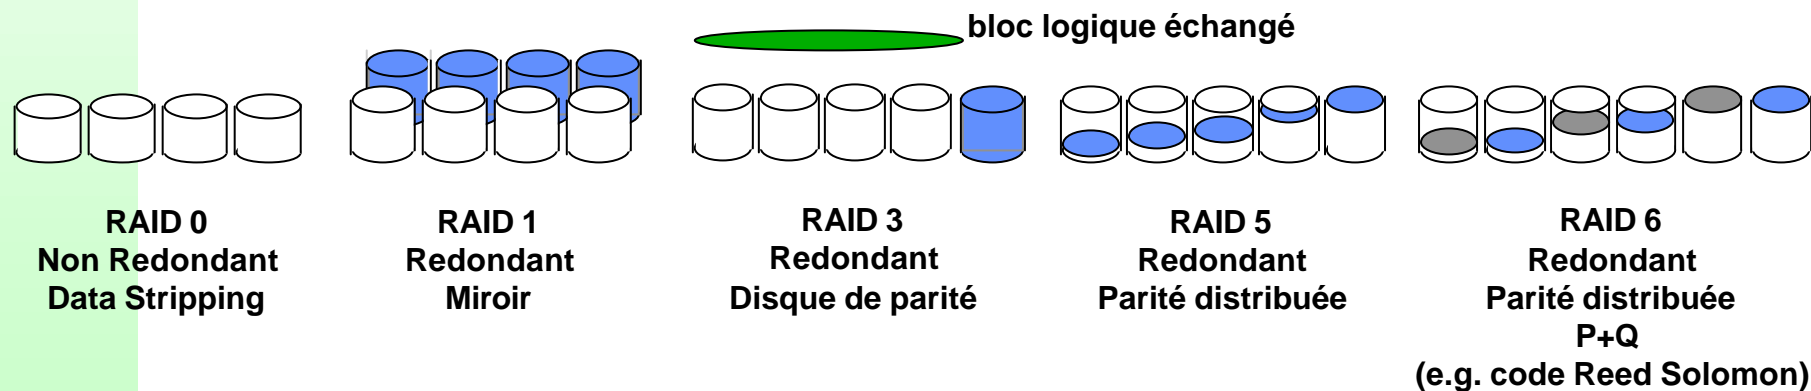 bloc logique échangé
RAID 0
Non Redondant
Data Stripping
RAID 1
Redondant
Miroir
RAID 3
Redondant
Disque de parité
RAID 5
Redondant
Parité distribuée
RAID 6
Redondant
Parité distribuée
P+Q
(e.g. code Reed Solomon)